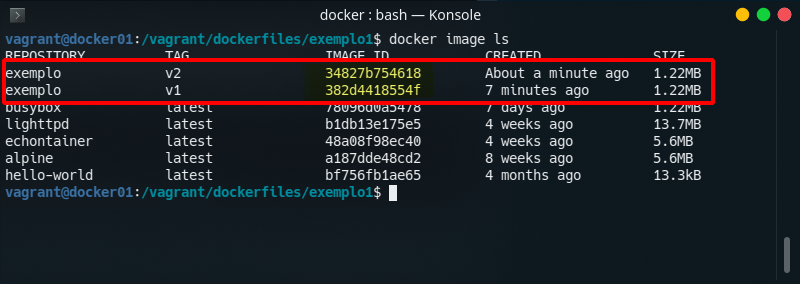 docker : bash — Konsole
vagrant@docker01:/vagrant/dockerfiles/exemplo1$ docker image ls
REPOSITORY TAG IMAGE ID CREATED SIZE
exemplo v2 34827b754618 About a minute ago 1.22MB
exemplo v1 382d4418554f 7 minutes ago 1.22MB
busybox latest 78096d0a5478 7 days ago 1.22MB
lighttpd latest b1db13e175e5 4 weeks ago 13.7MB
echontainer latest 48a08f98ec40 4 weeks ago 5.6MB
alpine latest a187dde48cd2 8 weeks ago 5.6MB
hello-world latest bf756fb1ae65 4 months ago 13.3kB
vagrant@docker01:/vagrant/dockerfiles/exemplo1$